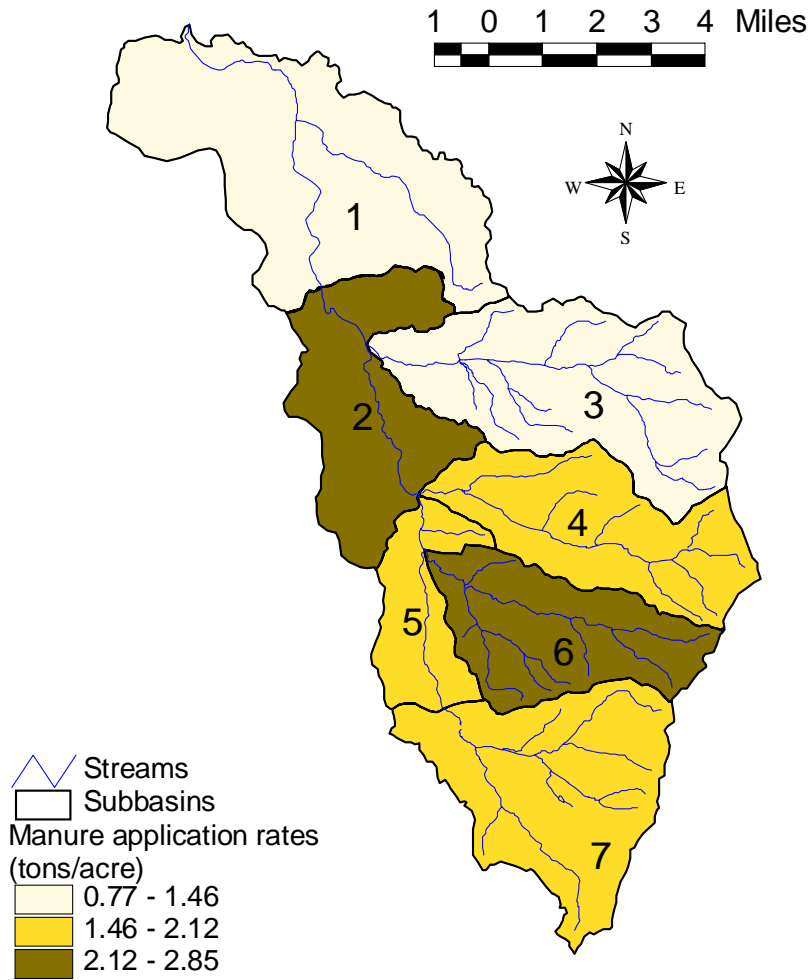 1 0 1 2 3 4 Miles
N
W E
S
1
2
3
4
5
6
7
Streams
Subbasins
Manure application rates
(tons/acre)
0.77 - 1.46
1.46 - 2.12
2.12 - 2.85